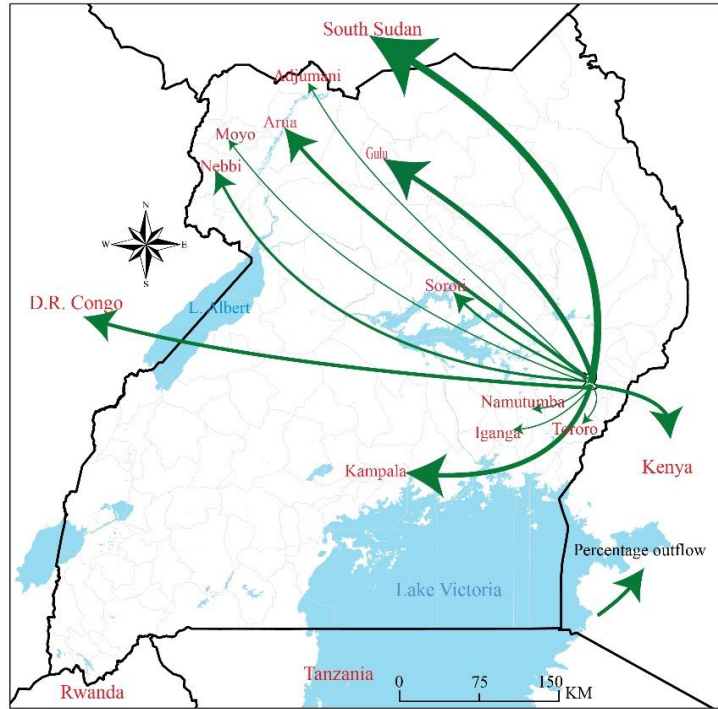 South Sudan
Adjumani
Arua
Moyo
Gulu
Nebbi
N
W
E
S
Soroti
D.R. Congo
L. Albert
Namutumba
Iganga
Tororo
Kampala
Kenya
Percentage outflow
Lake Victoria
Tanzania
Rwanda
0
75
150
KM